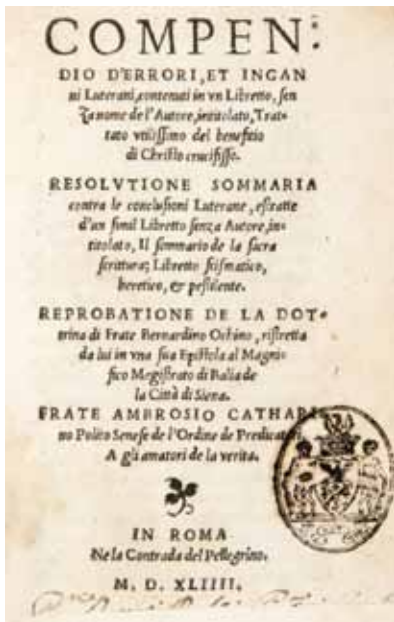 COMPEN:
DIO D'ERRORI, ET INGAN
ni Luterani, contenuti in vn Libretto, sen
za nome de l'Autore, intitolato, Trat-
tato vtilissimo del benefitio
di Christo crucifisso.
RESOLVTIONE SOMMARIA
contra le conclusioni Luterane, estratte
d'un simil Libretto senza Autore, in-
titolato, Il sommario de la sacra
scrittura; Libretto scismatico,
heretico, & pestilente.
REPROBATIONE DE LA DOT-
trina di Frate Bernardino Ochino, ristretta
da lui in vna sua Epistola al Magni-
fico Magistrato di Balia de
la Città di Siena.
FRATE AMBROSIO CATHARI
no Polito Senese de l'Ordine de Predicatori,
A gli amatori de la verità.
IN ROMA
Ne la Contrada del Pellegrino.
M. D. XLIIII.